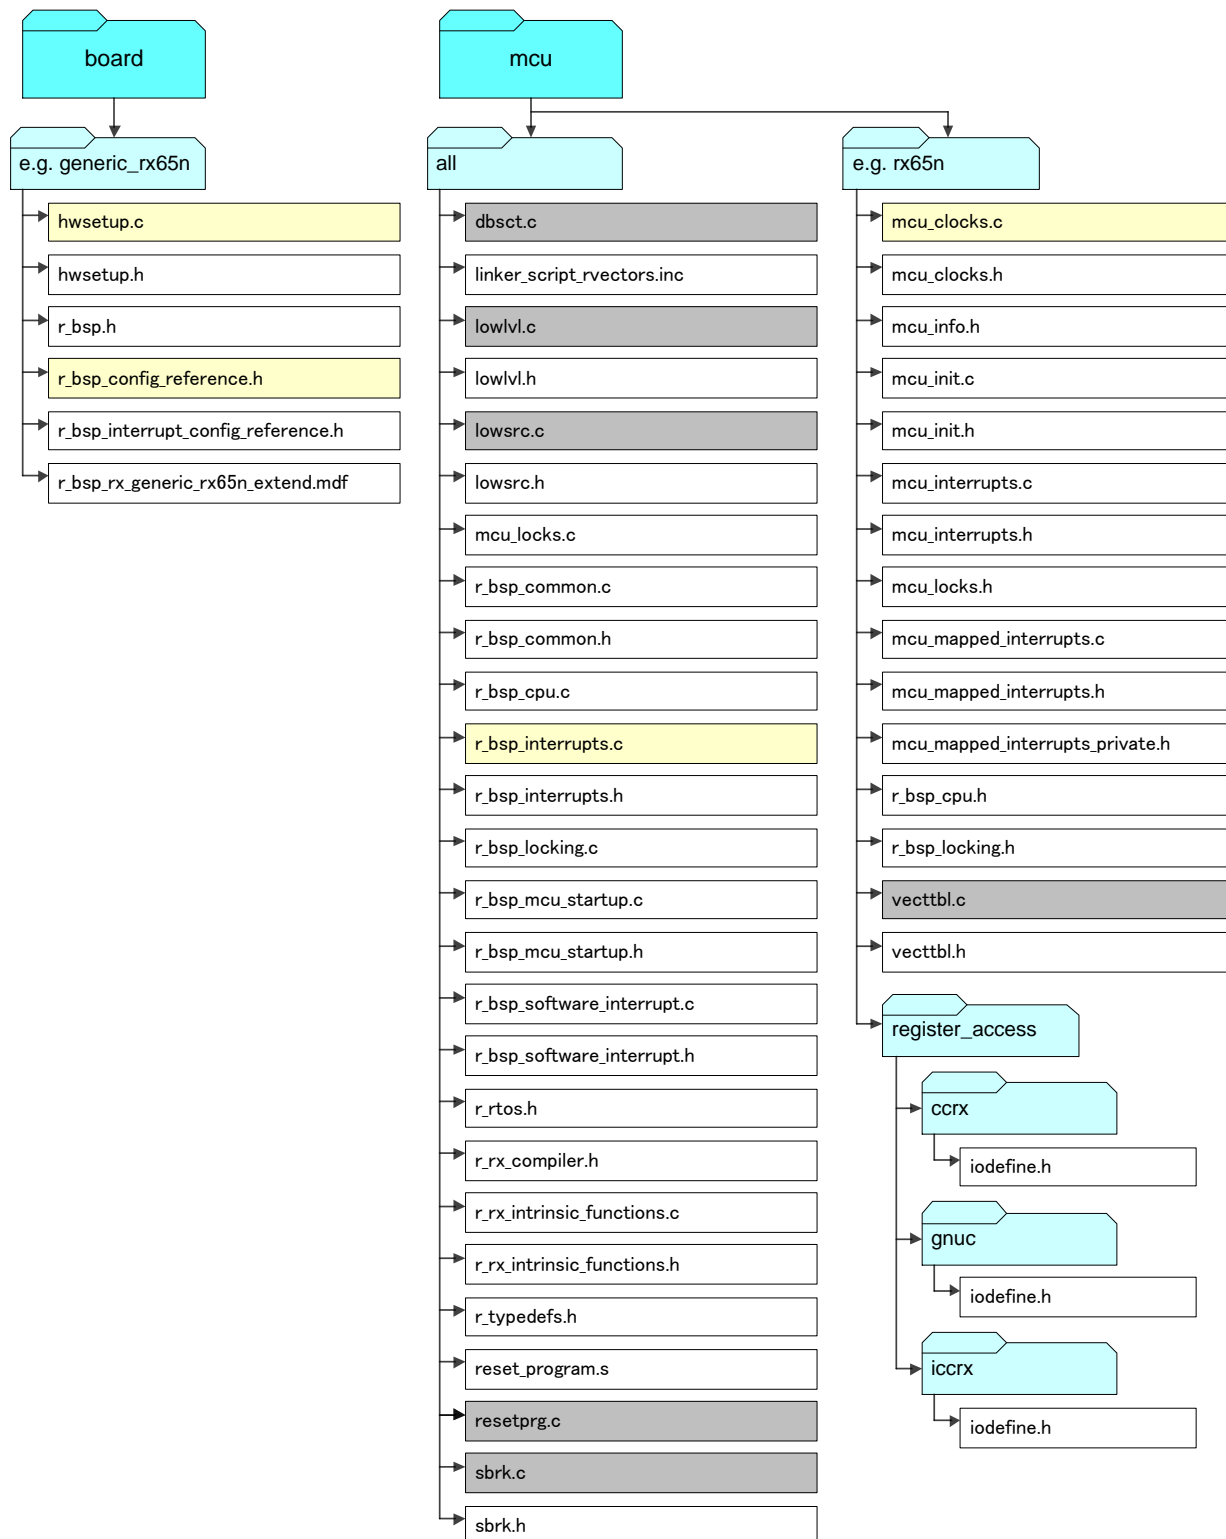 board
e.g. generic_rx65n
hwsetup.c
hwsetup.h
r_bsp.h
r_bsp_config_reference.h
r_bsp_interrupt_config_reference.h
r_bsp_rx_generic_rx65n_extend.mdf
mcu
all
dbsct.c
linker_script_rvectors.inc
lowlvl.c
lowlvl.h
lowsrc.c
lowsrc.h
mcu_locks.c
r_bsp_common.c
r_bsp_common.h
r_bsp_cpu.c
r_bsp_interrupts.c
r_bsp_interrupts.h
r_bsp_locking.c
r_bsp_mcu_startup.c
r_bsp_mcu_startup.h
r_bsp_software_interrupt.c
r_bsp_software_interrupt.h
r_rtos.h
r_rx_compiler.h
r_rx_intrinsic_functions.c
r_rx_intrinsic_functions.h
r_typedefs.h
reset_program.s
resetprg.c
sbrk.c
sbrk.h
e.g. rx65n
mcu_clocks.c
mcu_clocks.h
mcu_info.h
mcu_init.c
mcu_init.h
mcu_interrupts.c
mcu_interrupts.h
mcu_locks.h
mcu_mapped_interrupts.c
mcu_mapped_interrupts.h
mcu_mapped_interrupts_private.h
r_bsp_cpu.h
r_bsp_locking.h
vecttbl.c
vecttbl.h
register_access
ccrx
iodefine.h
gnuc
iodefine.h
iccrx
iodefine.h